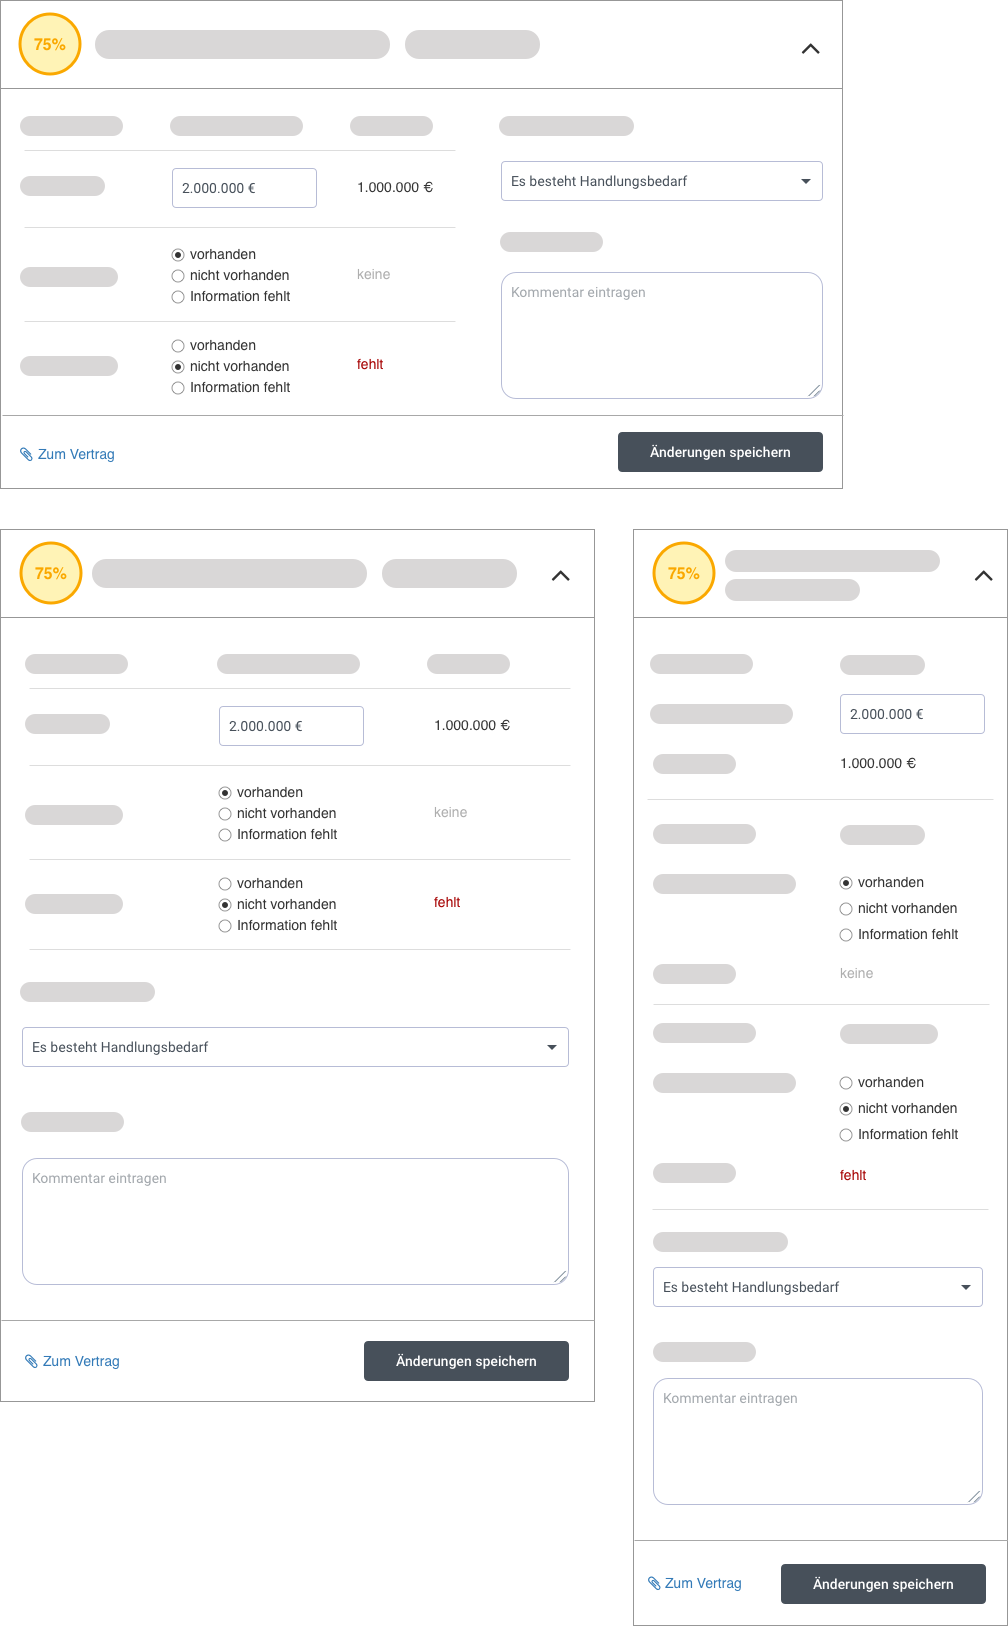 75%
2.000.000 €
1.000.000 €
vorhanden
nicht vorhanden
Information fehlt
keine
vorhanden
nicht vorhanden
Information fehlt
fehlt
Es besteht Handlungsbedarf
Kommentar eintragen
Zum Vertrag
Änderungen speichern
75%
2.000.000 €
1.000.000 €
vorhanden
nicht vorhanden
Information fehlt
keine
vorhanden
nicht vorhanden
Information fehlt
fehlt
Es besteht Handlungsbedarf
Kommentar eintragen
Zum Vertrag
Änderungen speichern
75%
2.000.000 €
1.000.000 €
vorhanden
nicht vorhanden
Information fehlt
keine
vorhanden
nicht vorhanden
Information fehlt
fehlt
Es besteht Handlungsbedarf
Kommentar eintragen
Zum Vertrag
Änderungen speichern